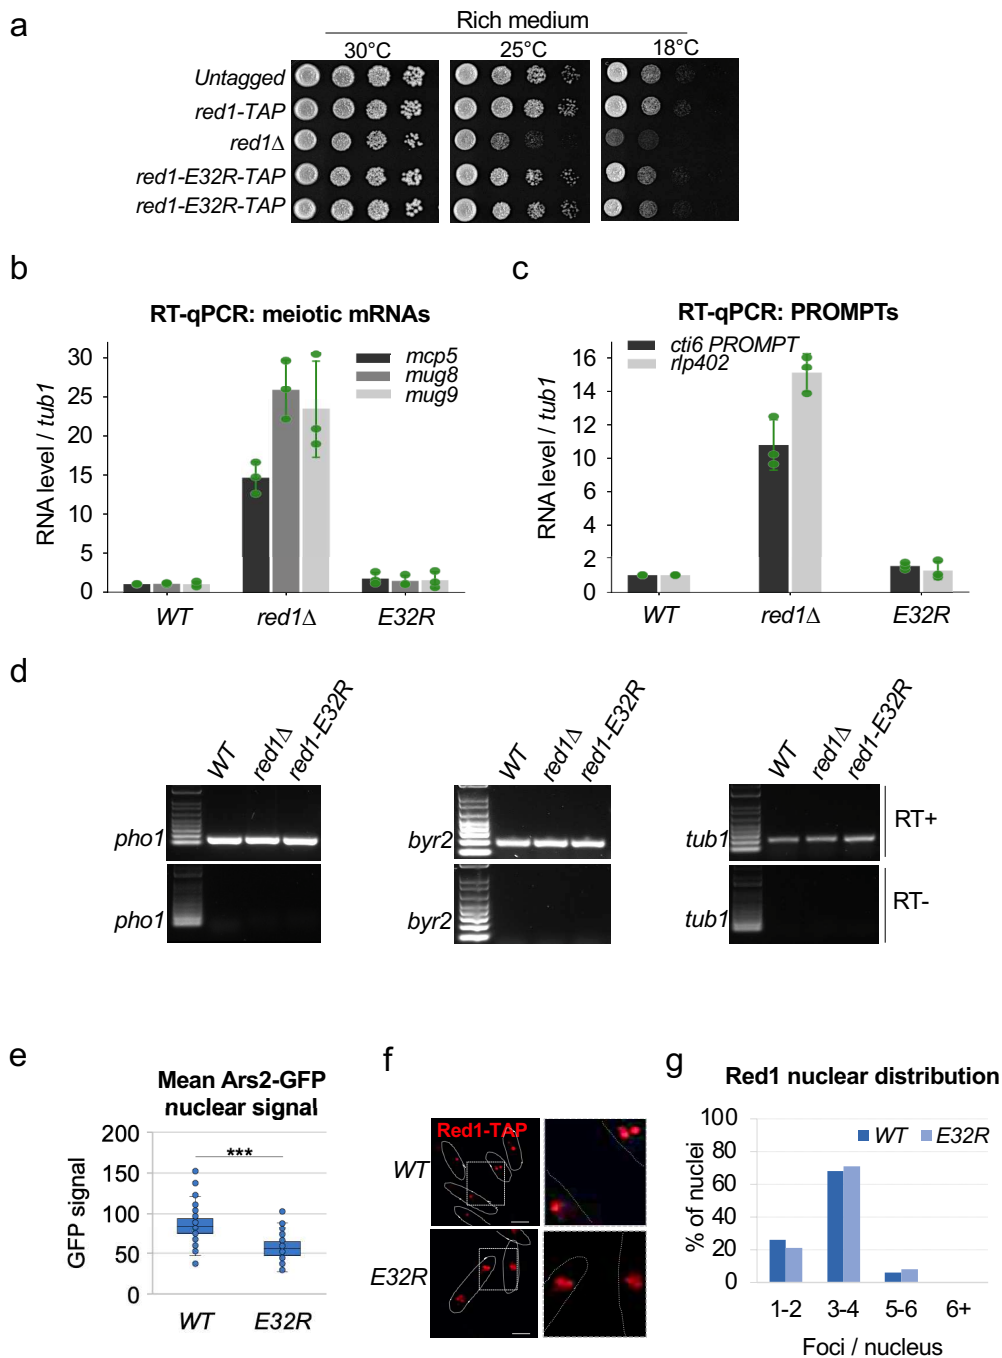 a
Rich medium
30°C 25°C 18°C
Untagged
red1-TAP
red1Δ
red1-E32R-TAP
red1-E32R-TAP
b
RT-qPCR: meiotic mRNAs
RNA level / tub1
30
25
20
15
10
5
0
mcp5
mug8
mug9
WT red1Δ E32R
c
RT-qPCR: PROMPTs
RNA level / tub1
16
14
12
10
8
6
4
2
0
cti6 PROMPT
rlp402
WT red1Δ E32R
d
WT red1Δ red1-E32R
pho1
pho1
WT red1Δ red1-E32R
byr2
byr2
WT red1Δ red1-E32R
tub1
tub1
RT+
RT-
e
Mean Ars2-GFP
nuclear signal
GFP signal
200
150
100
50
0
***
WT E32R
f
Red1-TAP
WT
E32R
g
Red1 nuclear distribution
% of nuclei
100
80
60
40
20
0
WT E32R
1-2 3-4 5-6 6+
Foci / nucleus